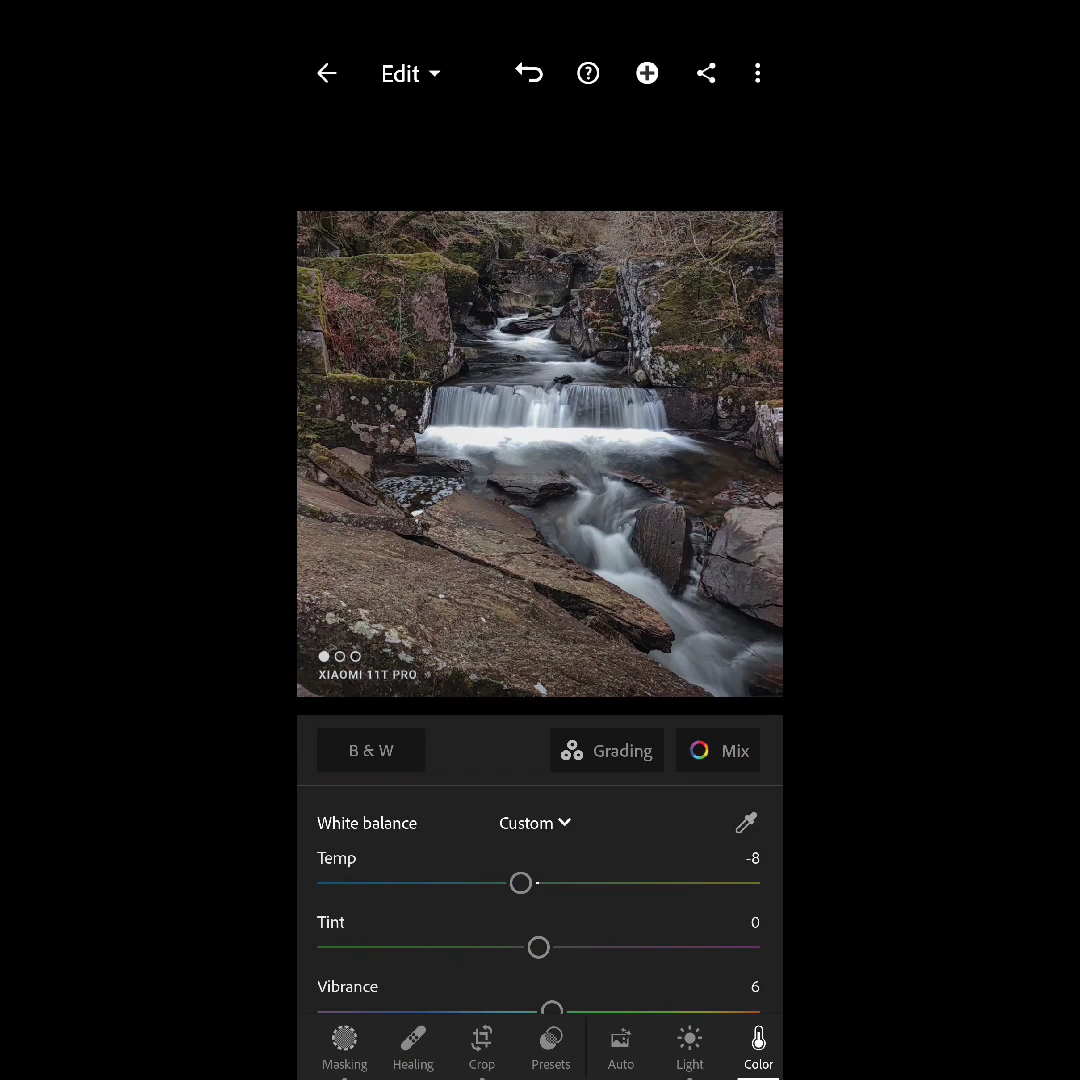 Edit
XIAOMI 11T PRO
B & W
Grading
Mix
White balance
Custom
Temp
-8
Tint
0
Vibrance
6
Masking
Healing
Crop
Presets
Auto
Light
Color